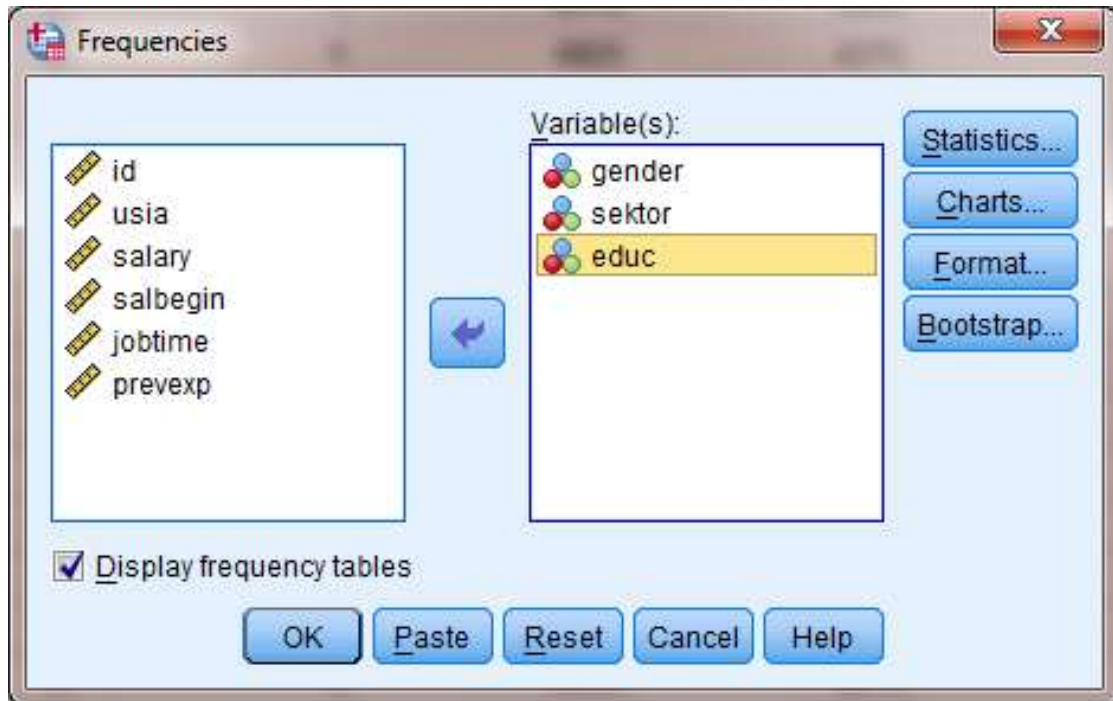 Frequencies
Variable(s):
id
usia
salary
salbegin
jobtime
prevexp
gender
sektor
educ
Statistics...
Charts...
Format...
Bootstrap...
Display frequency tables
OK Paste Reset Cancel Help